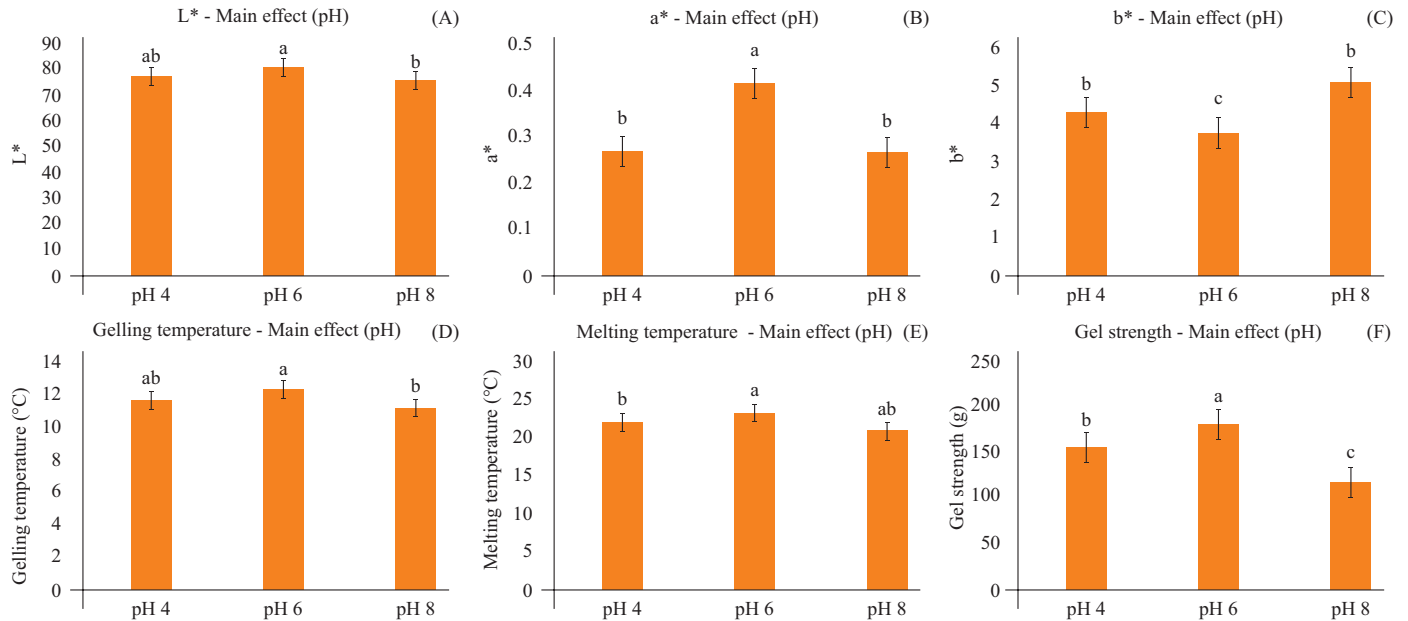 L* - Main effect (pH) (A)
90
80
70
60
50
40
30
20
10
0
L*
ab
a
b
pH 4 pH 6 pH 8
a* - Main effect (pH) (B)
0.5
0.4
0.3
0.2
0.1
0
a*
b
a
b
pH 4 pH 6 pH 8
b* - Main effect (pH) (C)
6
5
4
3
2
1
0
b*
b
c
b
pH 4 pH 6 pH 8
Gelling temperature - Main effect (pH) (D)
14
12
10
8
6
4
2
0
Gelling temperature (°C)
ab
a
b
pH 4 pH 6 pH 8
Melting temperature - Main effect (pH) (E)
30
25
20
15
10
5
0
Melting temperature (°C)
b
a
ab
pH 4 pH 6 pH 8
Gel strength - Main effect (pH) (F)
250
200
150
100
50
0
Gel strength (g)
b
a
c
pH 4 pH 6 pH 8